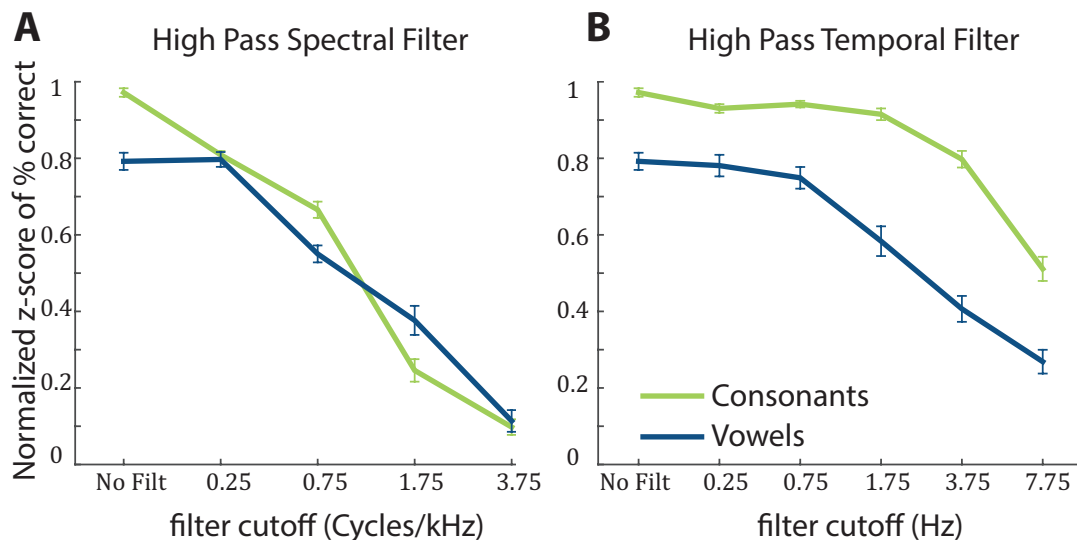 A
High Pass Spectral Filter
Normalized z-score of % correct
1
0.8
0.6
0.4
0.2
0
No Filt 0.25 0.75 1.75 3.75
filter cutoff (Cycles/kHz)
B
High Pass Temporal Filter
1
0.8
0.6
0.4
0.2
0
Consonants
Vowels
No Filt 0.25 0.75 1.75 3.75 7.75
filter cutoff (Hz)